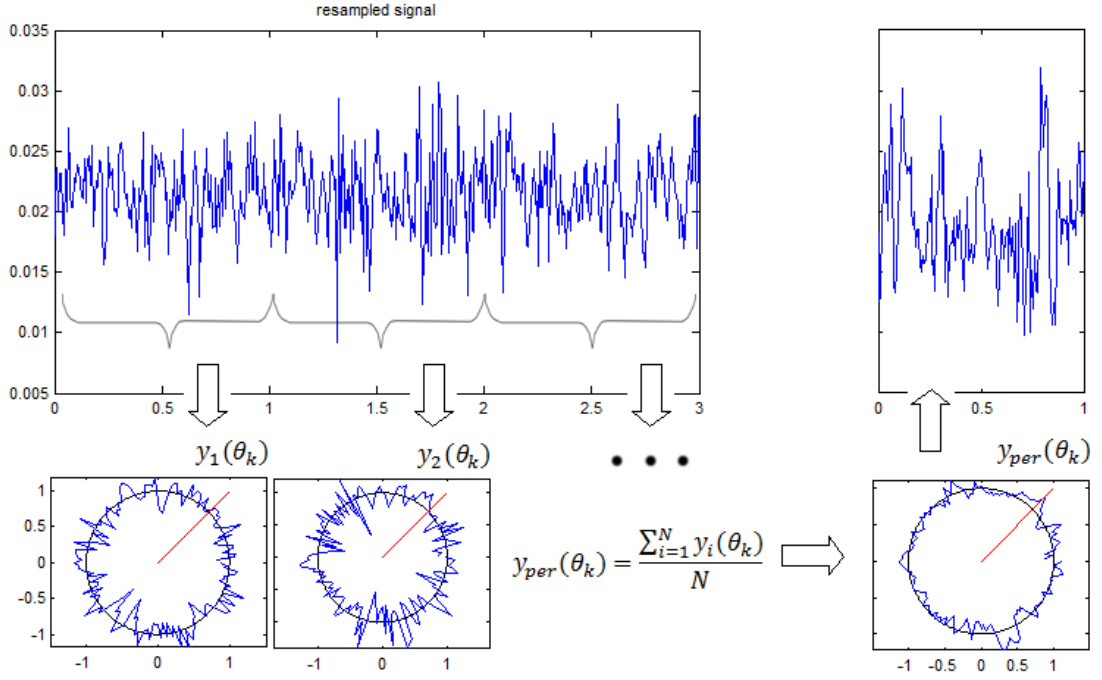 resampled signal
0.035
0.03
0.025
0.02
0.015
0.01
0.005
0 0.5 1 1.5 2 2.5 3
0 0.5 1
y₁(θₖ)
y₂(θₖ)
• • •
y_per(θₖ)
1
0.5
0
-0.5
-1
-1 0 1
-1 0 1
y_per(θₖ) = ∑ᵢ₌₁ᴺ yᵢ(θₖ) / N
-1 -0.5 0 0.5 1